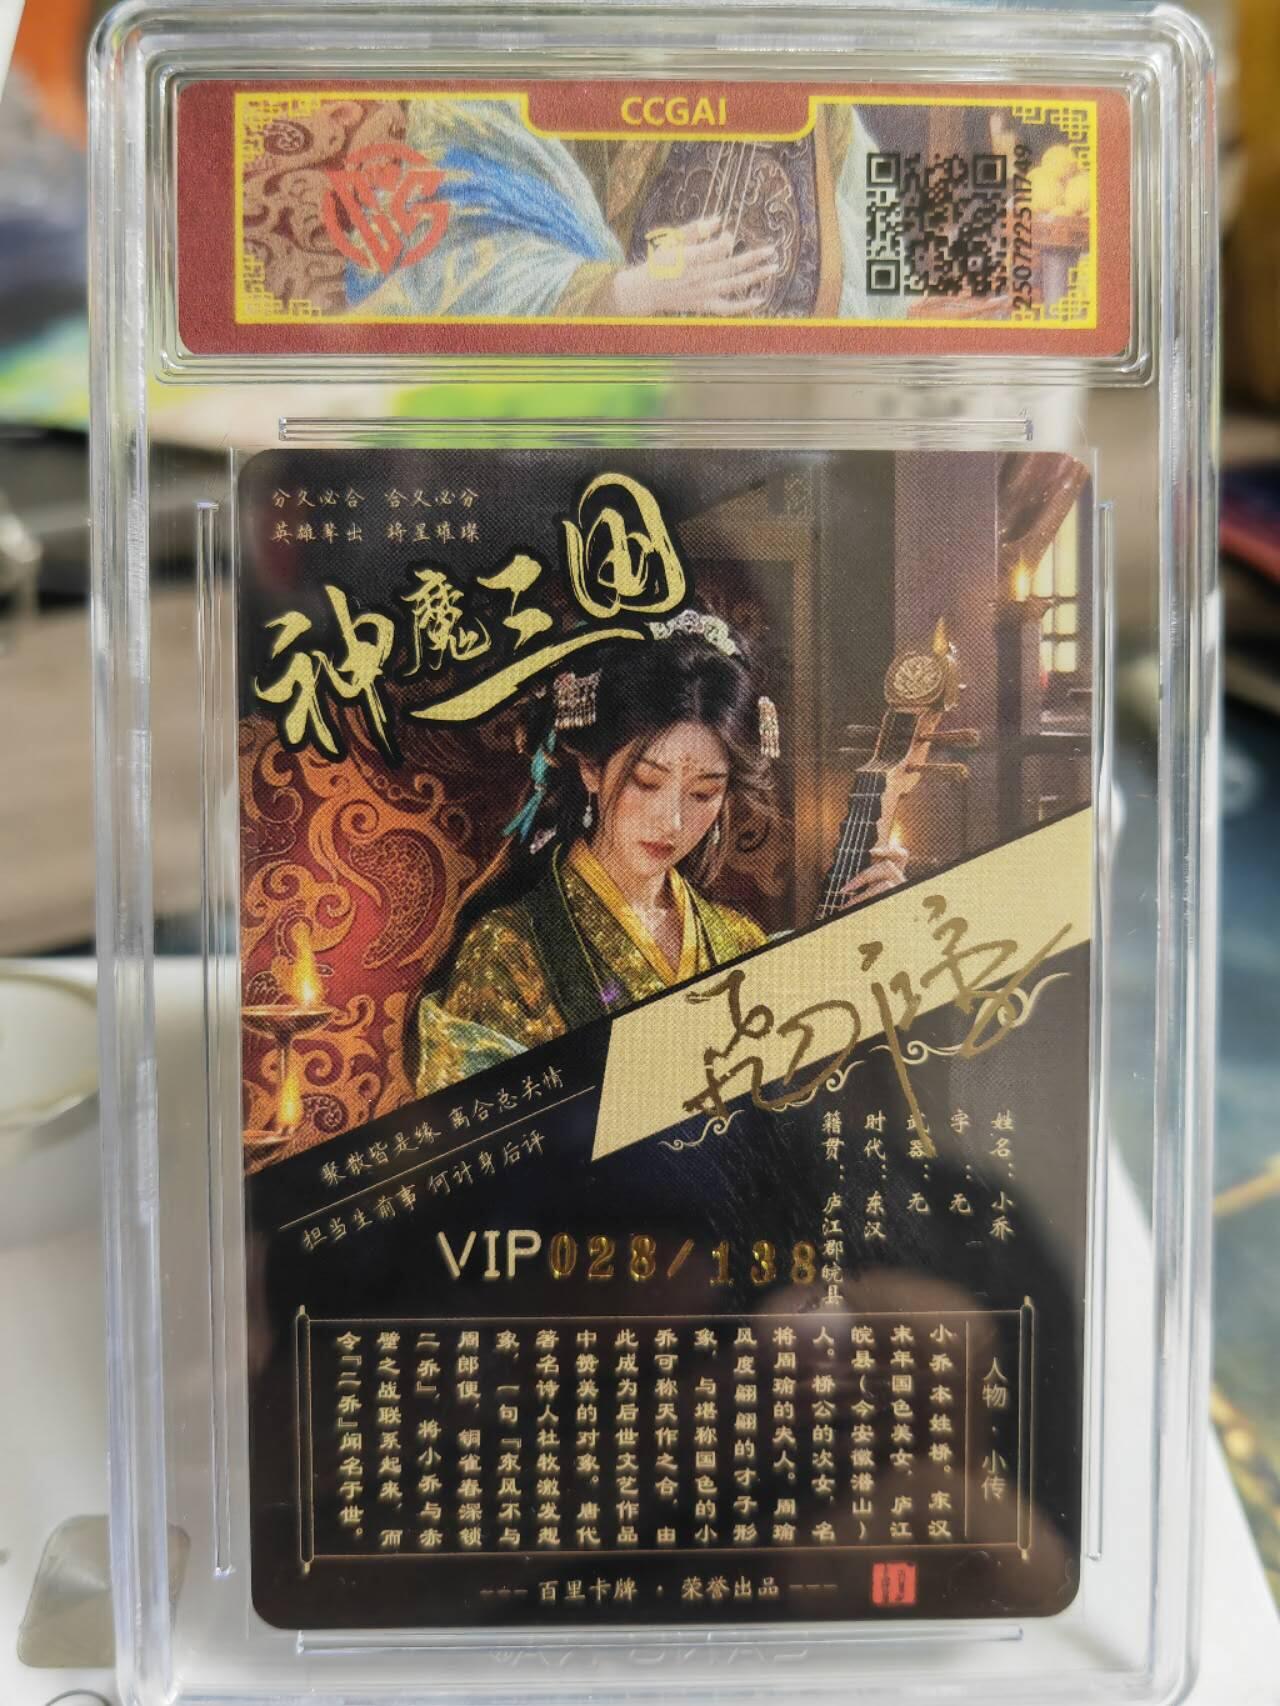 CCGAI
250722511749
分久必合 合久必分
英雄辈出 将星璀璨
神魔三国
聚散皆是缘 离合总关情
担当生前事 何计身后评
姓名：小乔
字：无
武器：无
时代：东汉
籍贯：庐江郡皖县
VIP028/138
人物·小传
小乔本姓桥。东汉
末年国色美女，庐江
皖县（今安徽潜山）
人。桥公的次女，名
将周瑜的夫人。周瑜
风度翩翩的才子形
象，与堪称国色的小
乔可称天作之合，由
此成为后世文艺作品
中赞美的对象。唐代
著名诗人杜牧激发想
象，一句『东风不与
周郎便，铜雀春深锁
二乔』，将小乔与赤
壁之战联系起来，而
令『二乔』闻名于世。
--- 百里卡牌 · 荣誉出品 ---